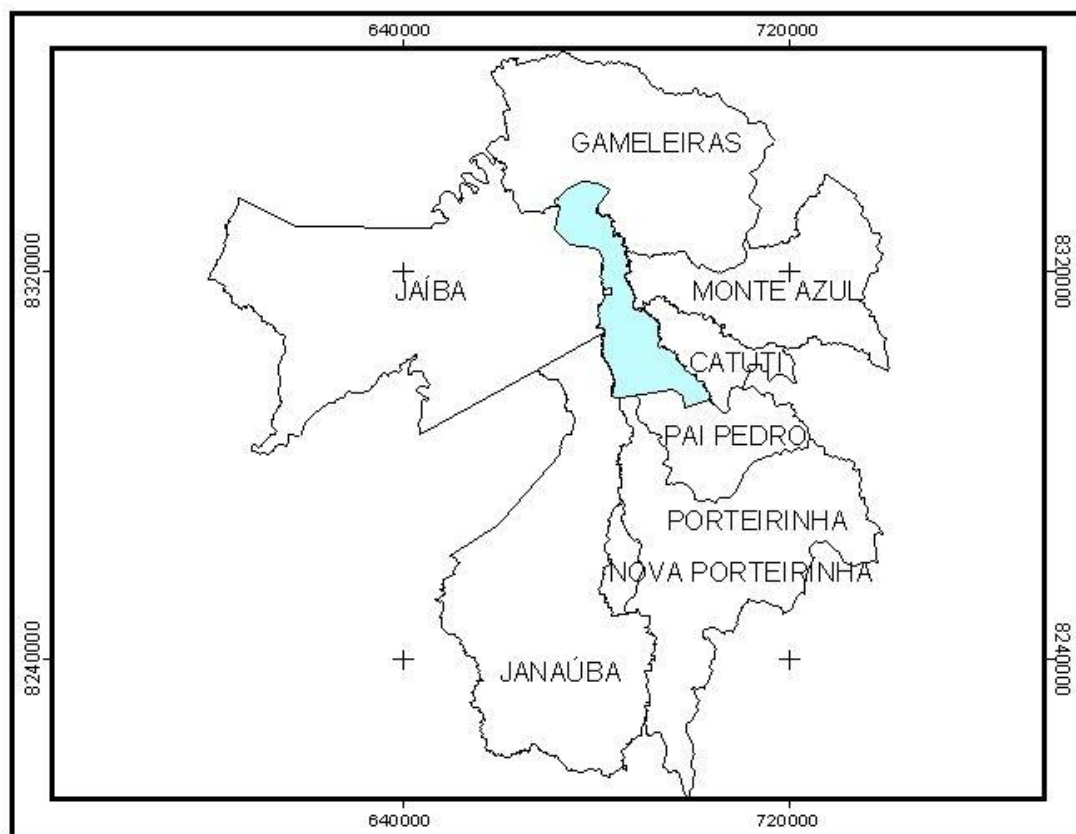 640000 720000
GAMELEIRAS
8320000 8320000
JAÍBA MONTE AZUL
CATUTI
PAI PEDRO
PORTEIRINHA
NOVA PORTEIRINHA
8240000 8240000
JANAÚBA
640000 720000